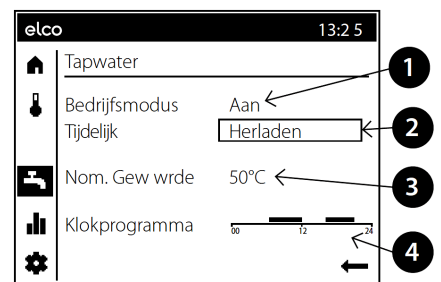 elco 13:2 5
Tapwater
1
Bedrijfsmodus Aan
2
Tijdelijk Herladen
Nom. Gew wrde 50°C
3
Klokprogramma
00 12 24
4